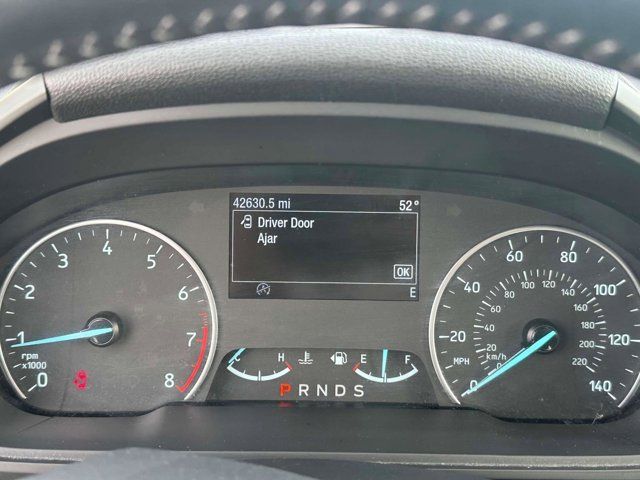 42630.5 mi 52°
Driver Door
Ajar
OK
E
0 1 2 3 4 5 6 7 8
rpm
x1000
0 20 40 60 80 100 120 140
MPH
0 20 40 60 80 100 120 140 160 180 200 220
km/h
C H E F
P R N D S